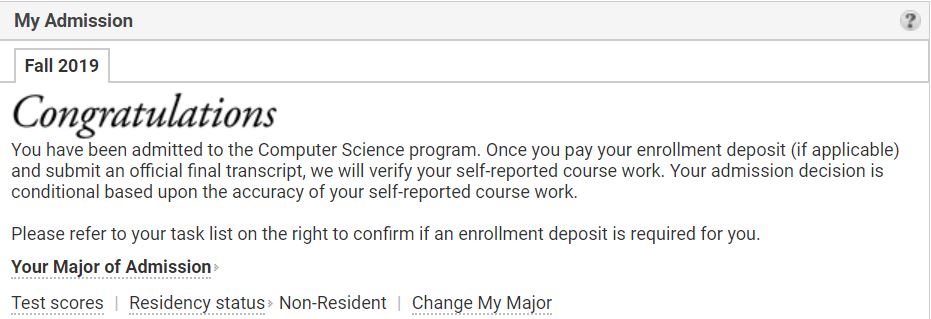 My Admission
?
Fall 2019
Congratulations
You have been admitted to the Computer Science program. Once you pay your enrollment deposit (if applicable)
and submit an official final transcript, we will verify your self-reported course work. Your admission decision is
conditional based upon the accuracy of your self-reported course work.
Please refer to your task list on the right to confirm if an enrollment deposit is required for you.
Your Major of Admission
Test scores | Residency status Non-Resident | Change My Major